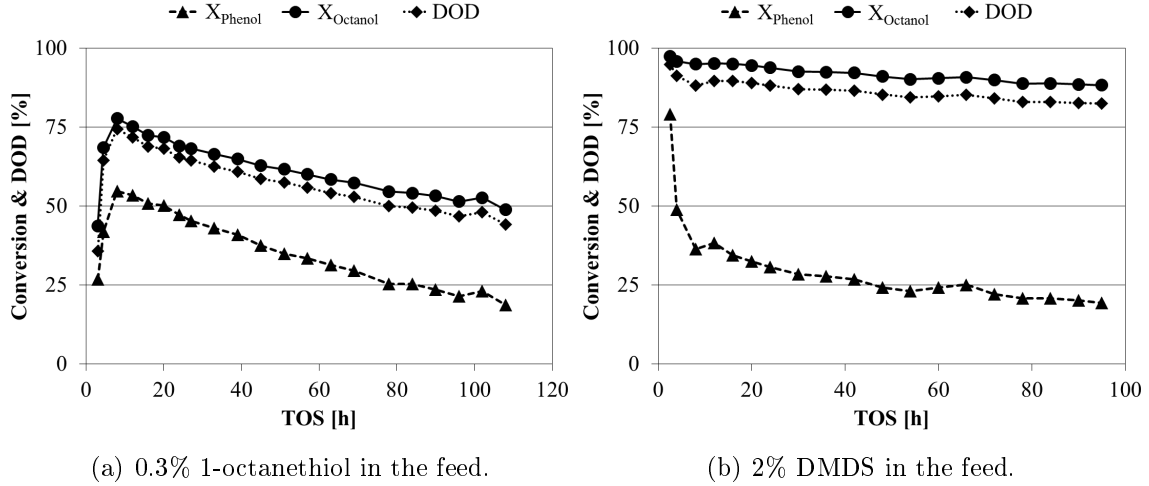 X_Phenol X_Octanol DOD
Conversion & DOD [%]
100
75
50
25
0
0 20 40 60 80 100 120
TOS [h]
(a) 0.3% 1-octanethiol in the feed.
X_Phenol X_Octanol DOD
Conversion & DOD [%]
100
75
50
25
0
0 20 40 60 80 100
TOS [h]
(b) 2% DMDS in the feed.